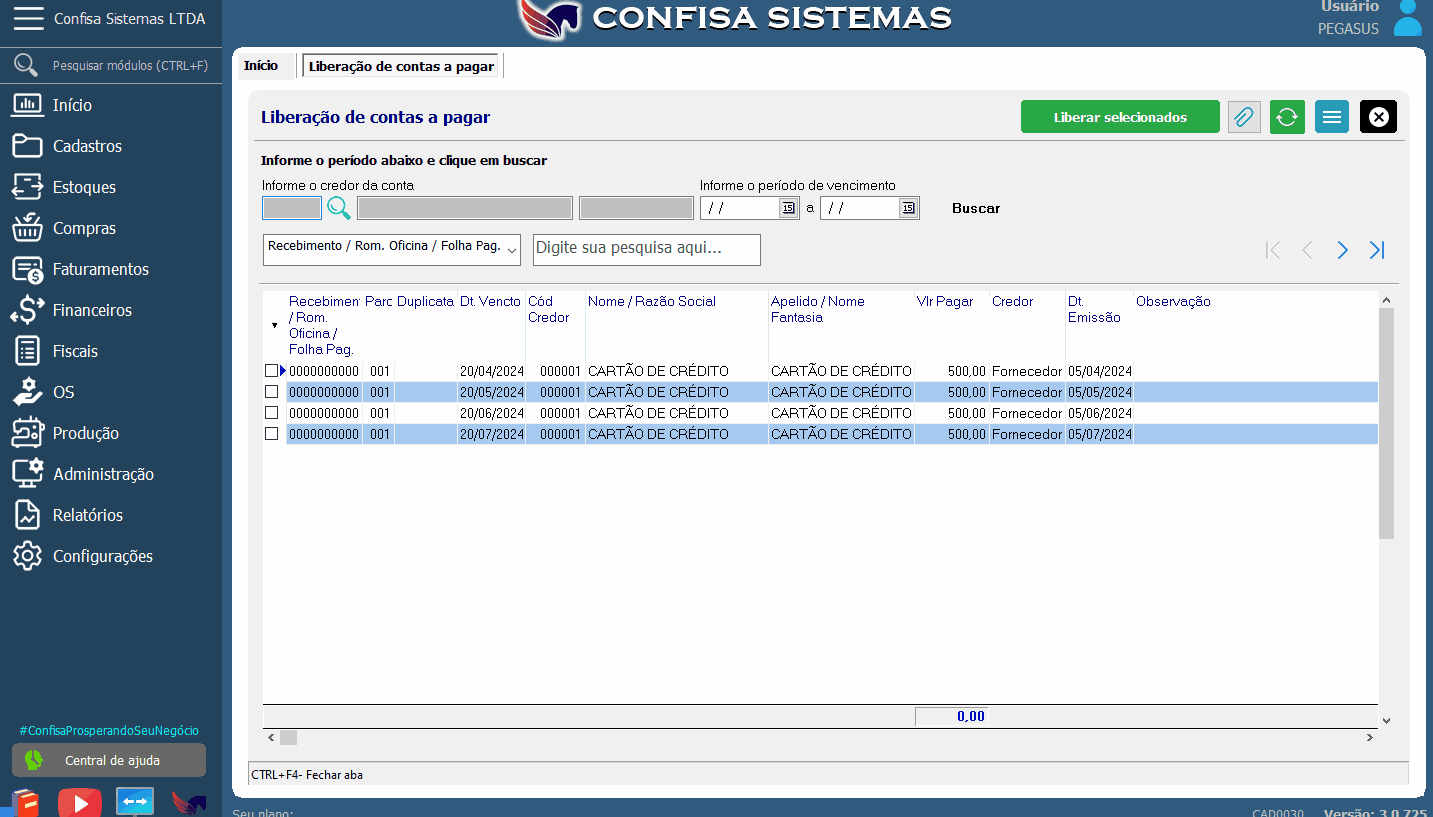 Confisa Sistemas LTDA
CONFISA SISTEMAS
Usuário
PEGASUS
Pesquisar módulos (CTRL+F)
Início
Cadastros
Estoques
Compras
Faturamentos
Financeiros
Fiscais
OS
Produção
Administração
Relatórios
Configurações
#ConfisaProsperandoSeuNegócio
Central de ajuda
Início
Liberação de contas a pagar
Liberação de contas a pagar
Liberar selecionados
Informe o período abaixo e clique em buscar
Informe o credor da conta
Informe o período de vencimento
/ / 15 a / / 15
Buscar
Recebimento / Rom. Oficina / Folha Pag.
Digite sua pesquisa aqui...
Recebimen / Rom. Oficina / Folha Pag. Parc Duplicata Dt. Vencto Cód Credor Nome / Razão Social Apelido / Nome Fantasia Vlr Pagar Credor Dt. Emissão Observação
0000000000 001 20/04/2024 000001 CARTÃO DE CRÉDITO CARTÃO DE CRÉDITO 500,00 Fornecedor 05/04/2024
0000000000 001 20/05/2024 000001 CARTÃO DE CRÉDITO CARTÃO DE CRÉDITO 500,00 Fornecedor 05/05/2024
0000000000 001 20/06/2024 000001 CARTÃO DE CRÉDITO CARTÃO DE CRÉDITO 500,00 Fornecedor 05/06/2024
0000000000 001 20/07/2024 000001 CARTÃO DE CRÉDITO CARTÃO DE CRÉDITO 500,00 Fornecedor 05/07/2024
0,00
CTRL+F4- Fechar aba
Seu plano:
CAD0030
Versão: 3.0.725